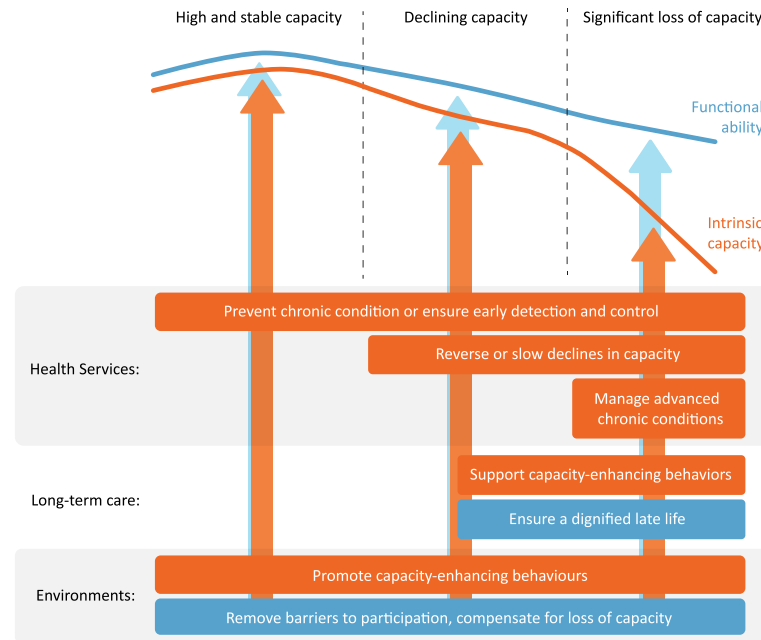 High and stable capacity
Declining capacity
Significant loss of capacity
Functional
ability
Intrinsic
capacity
Health Services:
Prevent chronic condition or ensure early detection and control
Reverse or slow declines in capacity
Manage advanced
chronic conditions
Long-term care:
Support capacity-enhancing behaviors
Ensure a dignified late life
Environments:
Promote capacity-enhancing behaviours
Remove barriers to participation, compensate for loss of capacity